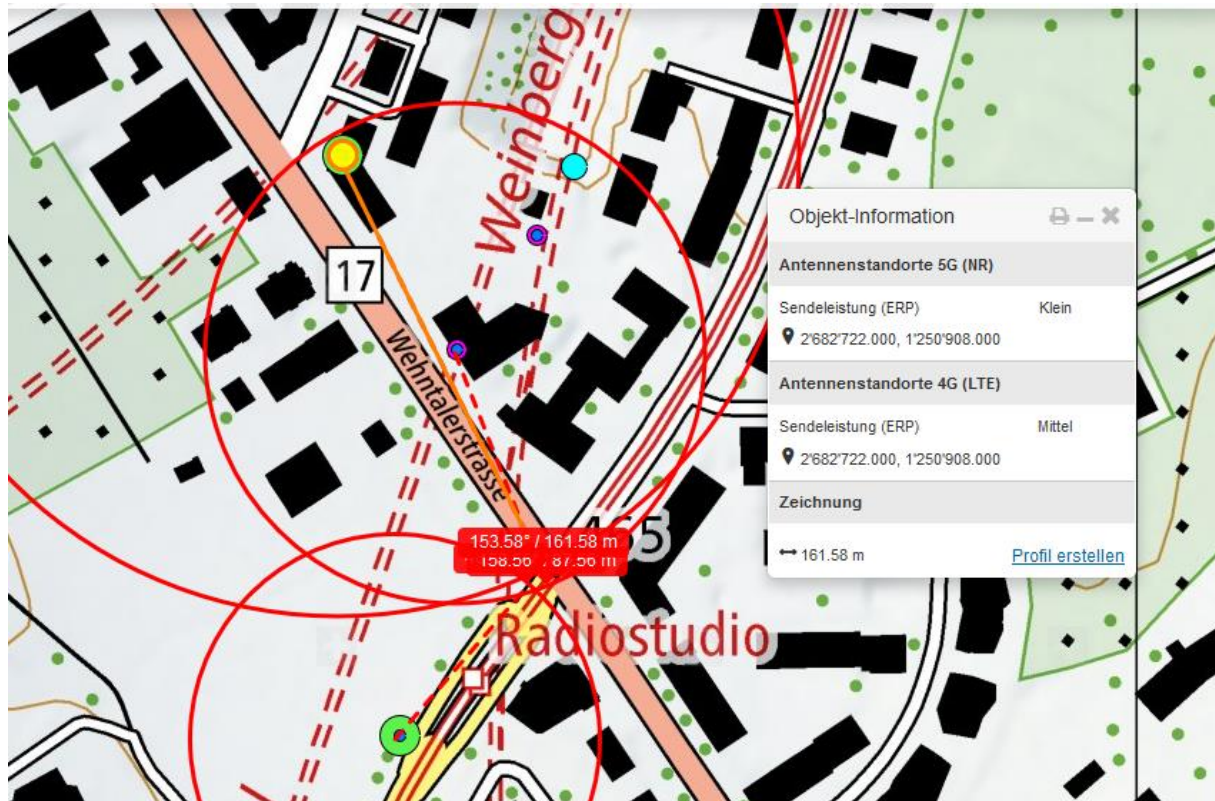 Weinberg
17
Wehntalerstrasse
465
153.58° / 161.58 m
158.56° / 87.56 m
Radiostudio
Objekt-Information
Antennenstandorte 5G (NR)
Sendeleistung (ERP) Klein
2'682'722.000, 1'250'908.000
Antennenstandorte 4G (LTE)
Sendeleistung (ERP) Mittel
2'682'722.000, 1'250'908.000
Zeichnung
161.58 m Profil erstellen